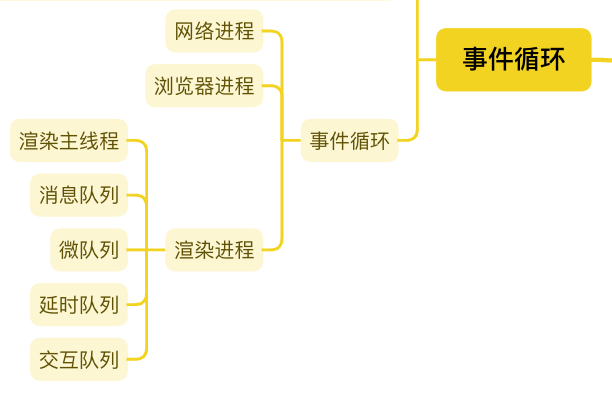 事件循环
事件循环
网络进程
浏览器进程
渲染进程
渲染主线程
消息队列
微队列
延时队列
交互队列